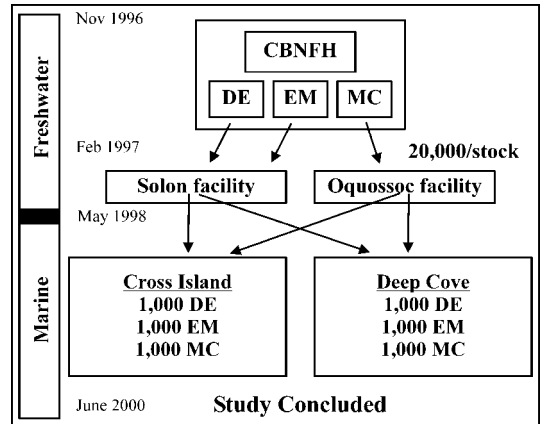 Nov 1996
CBNFH
DE EM MC
Freshwater
Feb 1997
20,000/stock
Solon facility Oquossoc facility
May 1998
Marine
Cross Island
1,000 DE
1,000 EM
1,000 MC
Deep Cove
1,000 DE
1,000 EM
1,000 MC
June 2000
Study Concluded